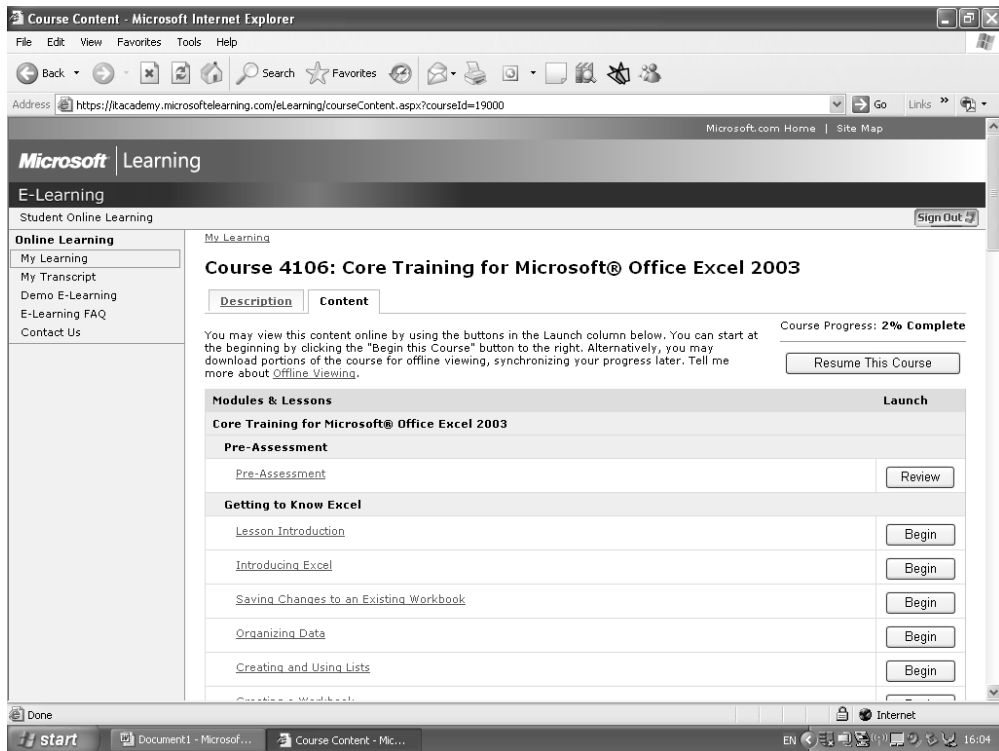 Course Content - Microsoft Internet Explorer
File Edit View Favorites Tools Help
Back Search Favorites
Address https://itacademy.microsoftelearning.com/eLearning/courseContent.aspx?courseId=19000 Go Links »
Microsoft.com Home | Site Map
Microsoft Learning
E-Learning
Student Online Learning Sign Out
Online Learning
My Learning
My Transcript
Demo E-Learning
E-Learning FAQ
Contact Us
My Learning
Course 4106: Core Training for Microsoft® Office Excel 2003
Description Content
You may view this content online by using the buttons in the Launch column below. You can start at
the beginning by clicking the "Begin this Course" button to the right. Alternatively, you may
download portions of the course for offline viewing, synchronizing your progress later. Tell me
more about Offline Viewing.
Course Progress: 2% Complete
Resume This Course
Modules & Lessons Launch
Core Training for Microsoft® Office Excel 2003
Pre-Assessment
Pre-Assessment Review
Getting to Know Excel
Lesson Introduction Begin
Introducing Excel Begin
Saving Changes to an Existing Workbook Begin
Organizing Data Begin
Creating and Using Lists Begin
Creating a Workbook
Done Internet
start Document1 - Microsof... Course Content - Mic... EN 16:04